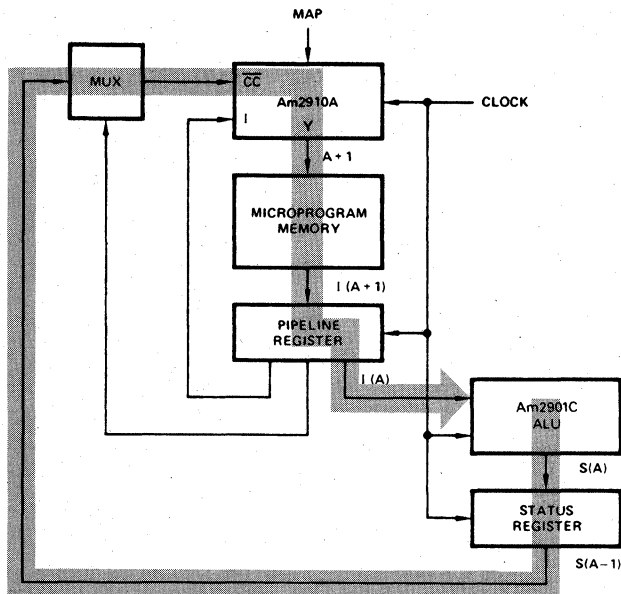 MAP
MUX
CC
Am2910A
CLOCK
I
Y
A + 1
MICROPROGRAM
MEMORY
I (A + 1)
PIPELINE
REGISTER
I (A)
Am2901C
ALU
S(A)
STATUS
REGISTER
S(A−1)